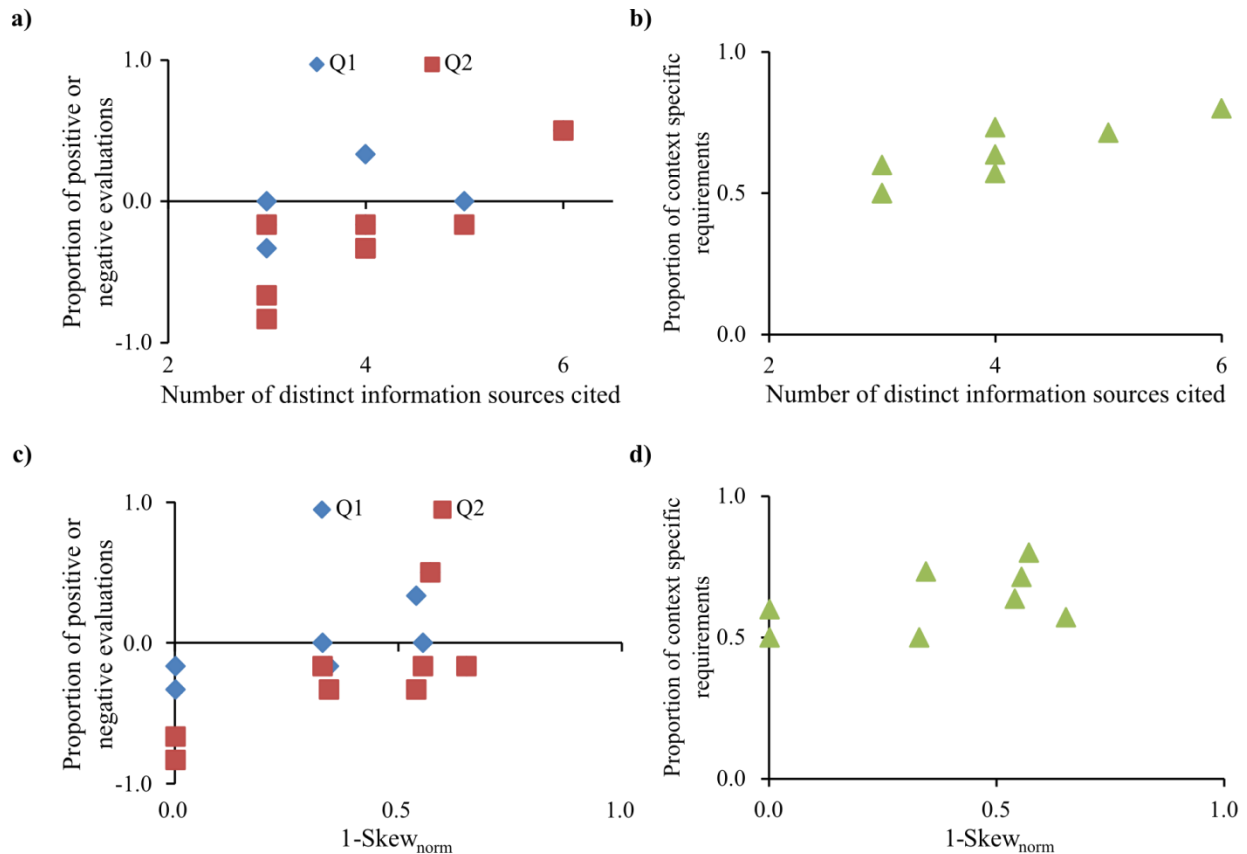 a)
1.0
Q1 Q2
0.0
-1.0
2 4 6
Proportion of positive or
negative evaluations
Number of distinct information sources cited
b)
1.0
0.5
0.0
2 4 6
Proportion of context specific
requirements
Number of distinct information sources cited
c)
1.0
Q1 Q2
0.0
-1.0
0.0 0.5 1.0
Proportion of positive or
negative evaluations
1-Skewnorm
d)
1.0
0.5
0.0
0.0 0.5 1.0
Proportion of context specific
requirements
1-Skewnorm